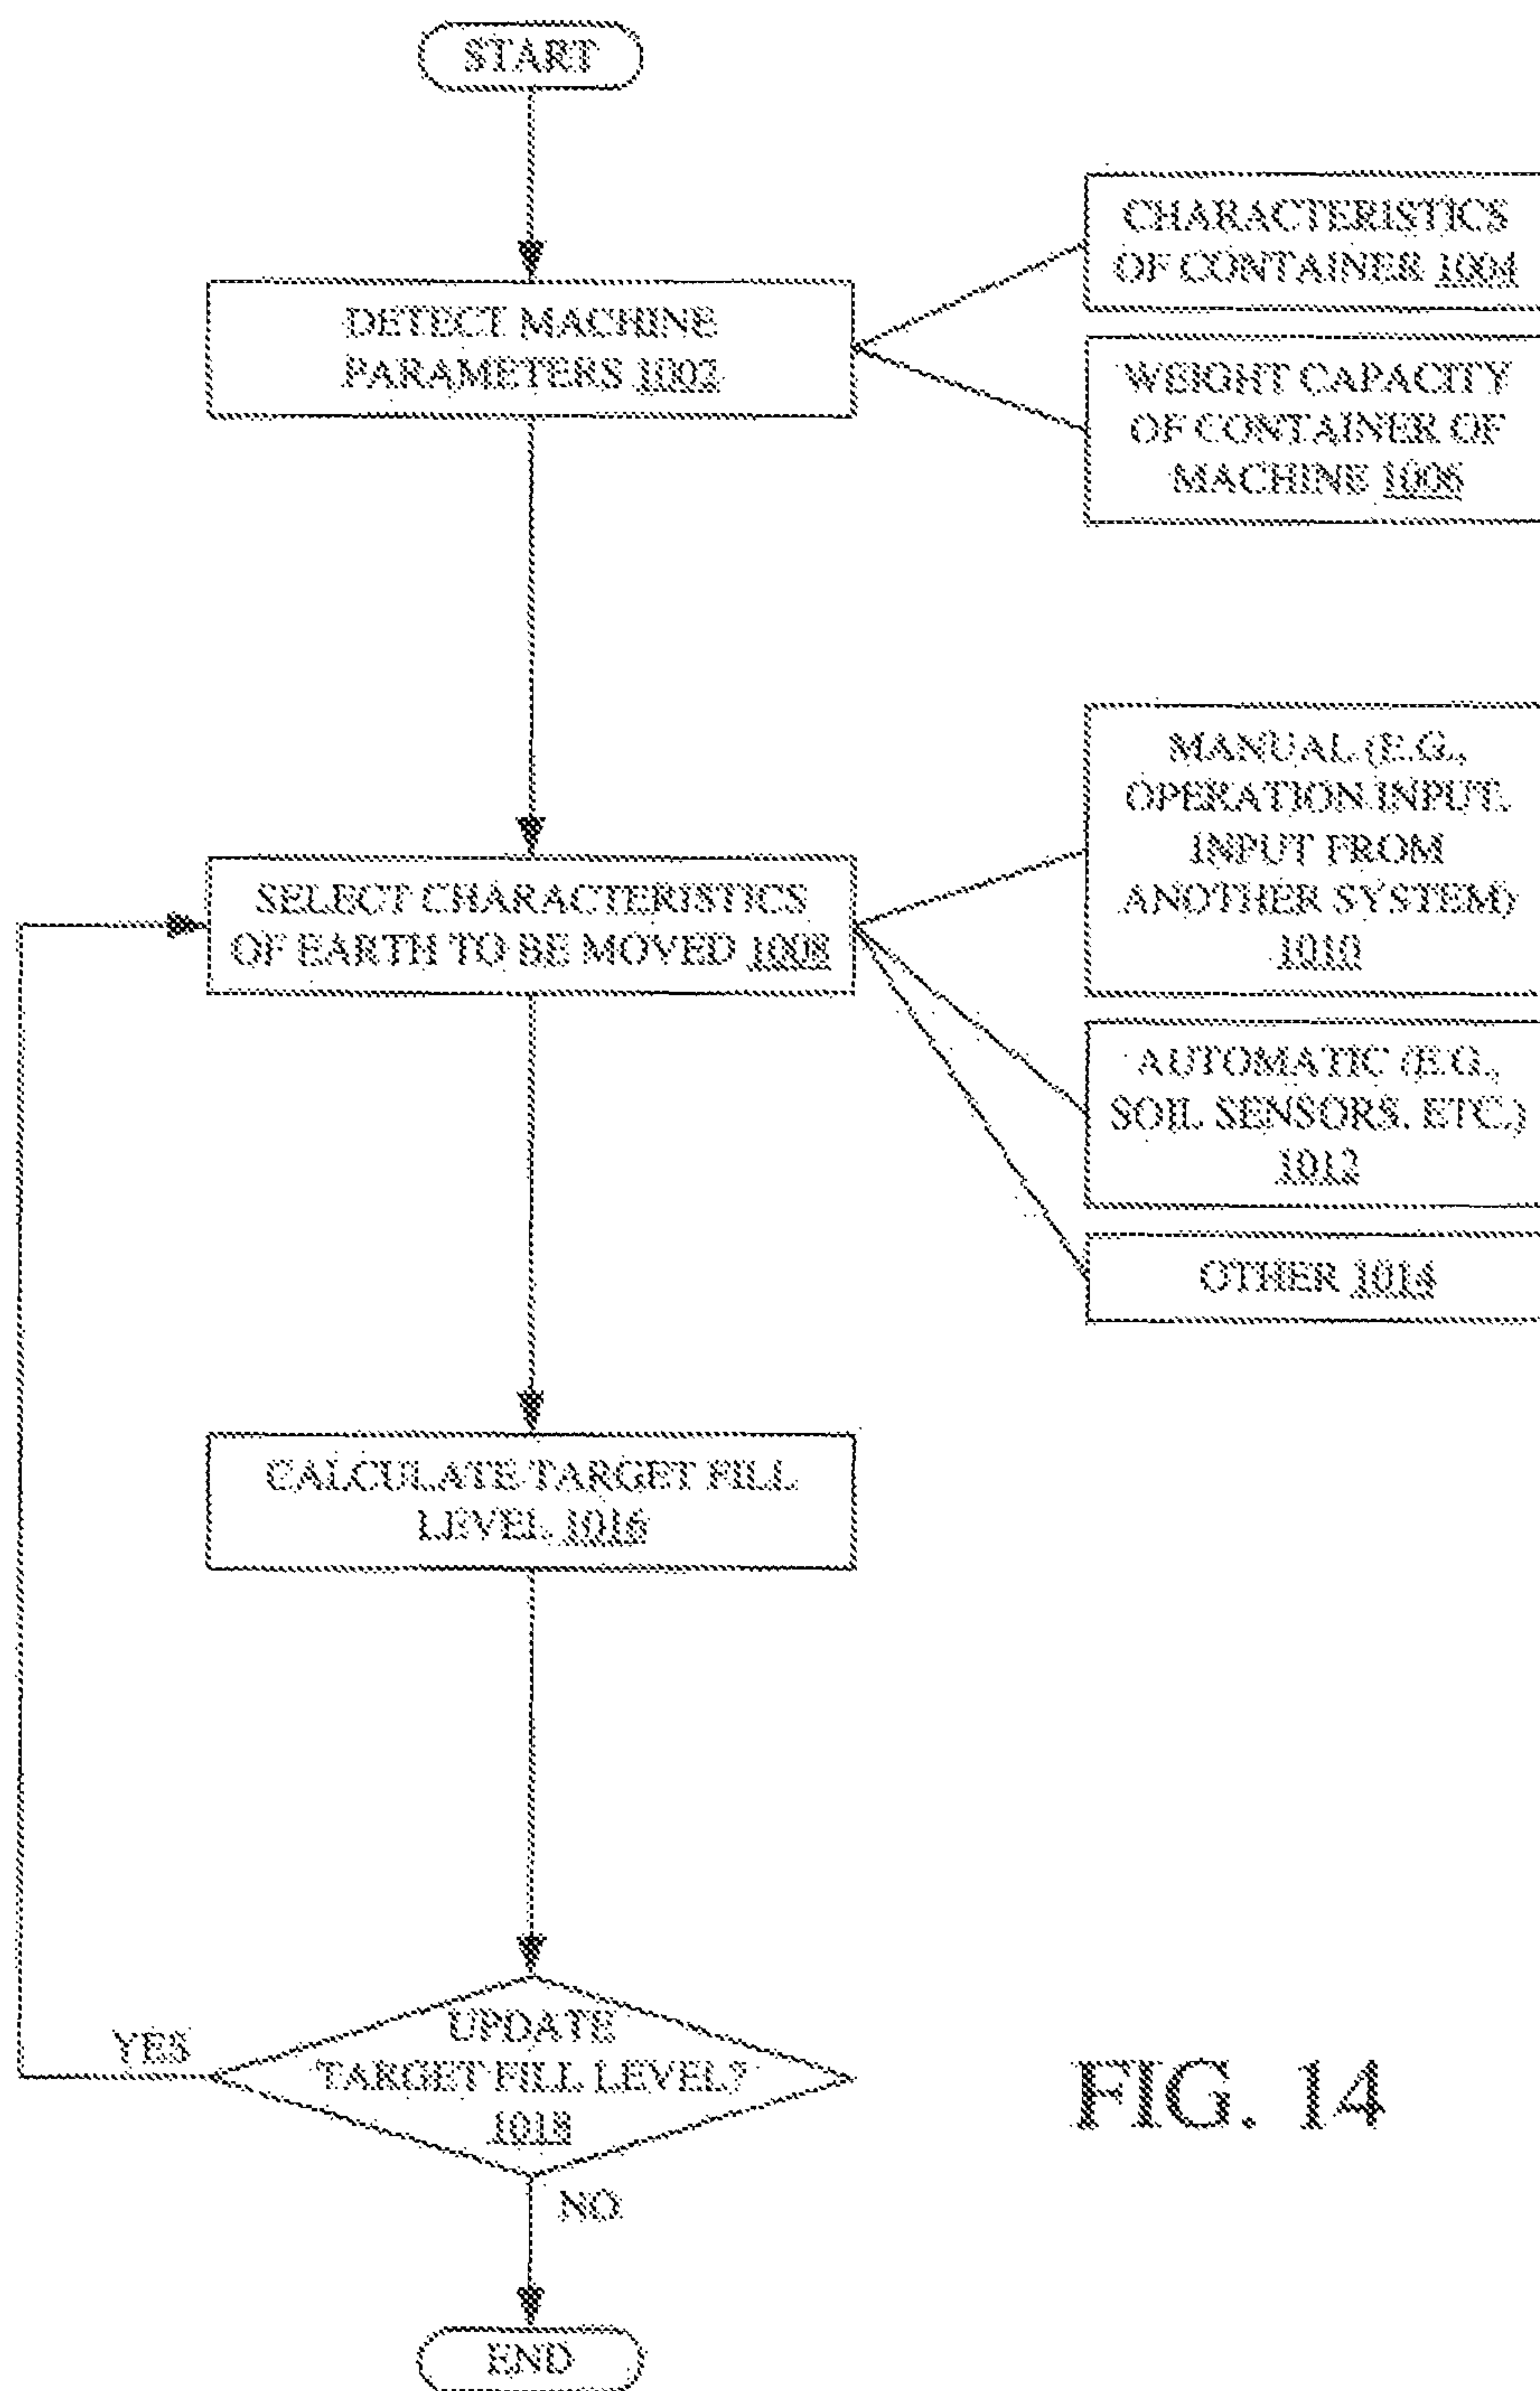 START
DETECT MACHINE
PARAMETERS 1002
CHARACTERISTICS
OF CONTAINER 1004
WEIGHT CAPACITY
OF CONTAINER OF
MACHINE 1006
SELECT CHARACTERISTICS
OF EARTH TO BE MOVED 1008
MANUAL (E.G.,
OPERATION INPUT,
INPUT FROM
ANOTHER SYSTEM)
1010
AUTOMATIC (E.G.,
SOIL SENSORS, ETC.)
1012
OTHER 1014
CALCULATE TARGET FILL
LEVEL 1016
UPDATE
TARGET FILL LEVEL?
1018
YES
NO
END
FIG. 14